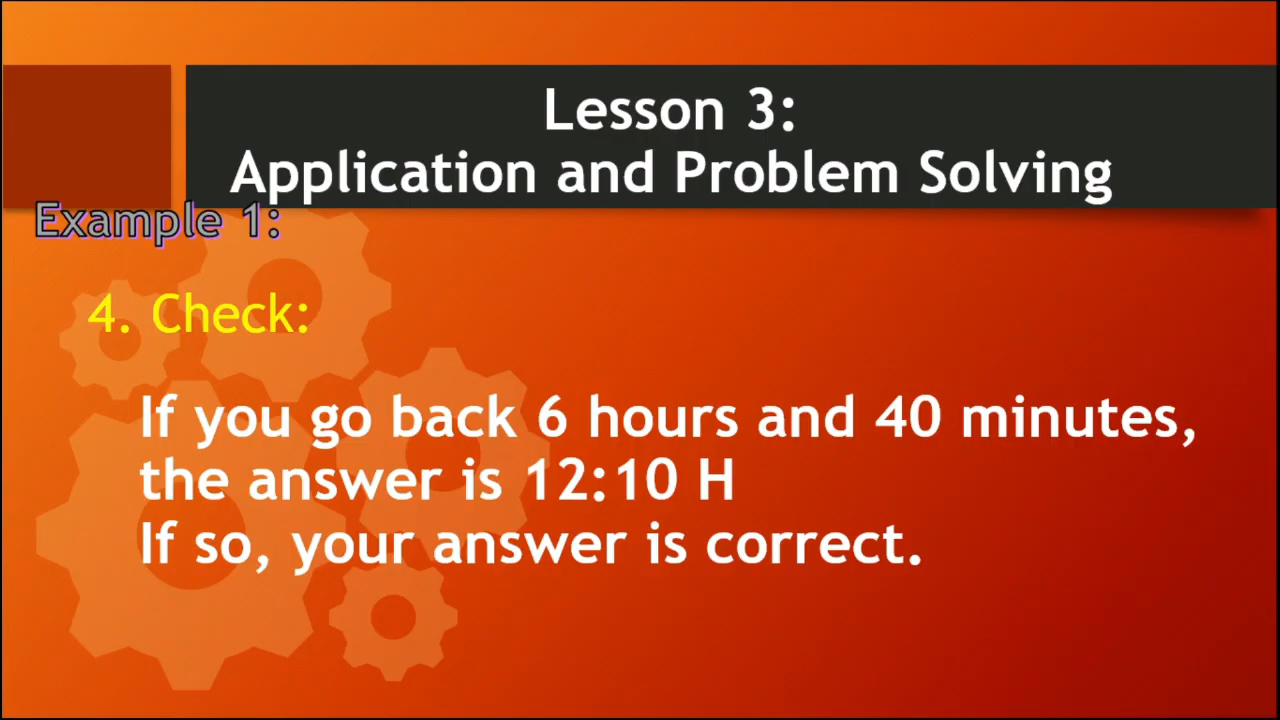 Lesson 3:
Application and Problem Solving
Example 1:
4. Check:
If you go back 6 hours and 40 minutes,
the answer is 12:10 H
If so, your answer is correct.